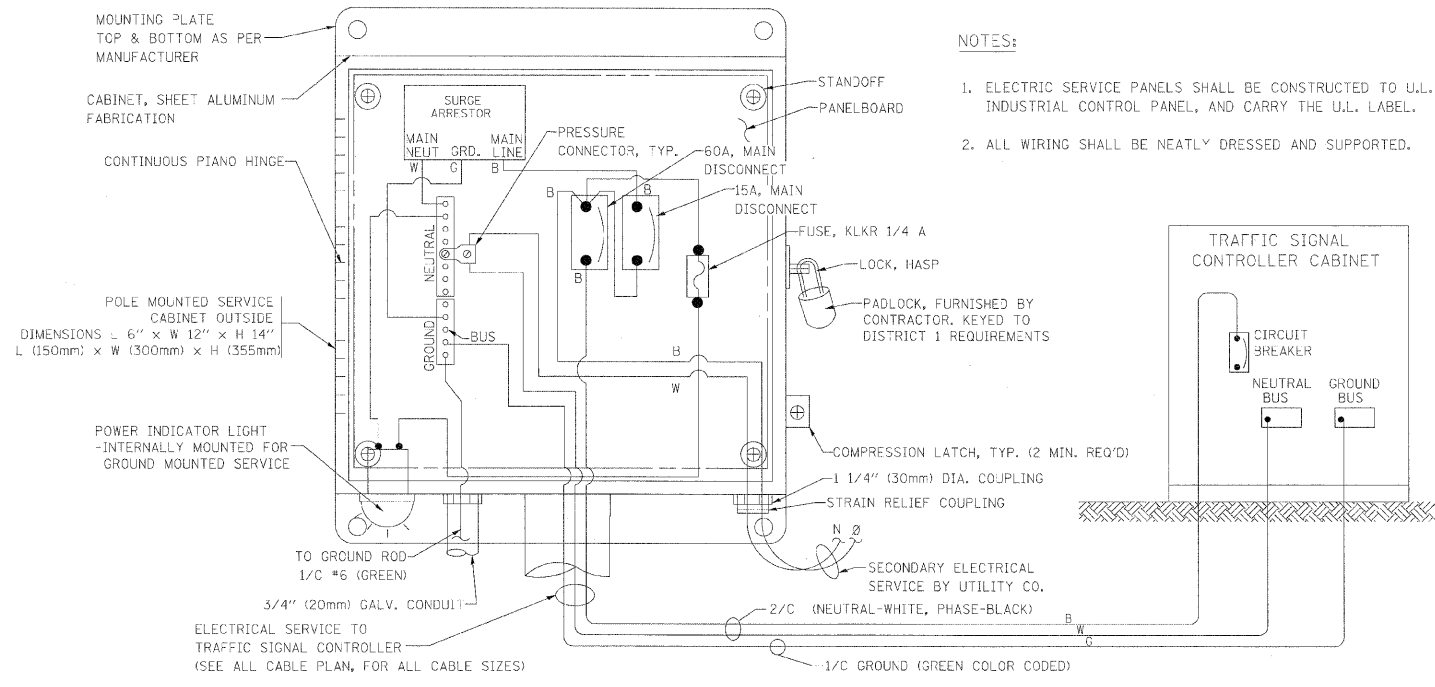 MOUNTING PLATE
TOP & BOTTOM AS PER
MANUFACTURER
CABINET, SHEET ALUMINUM
FABRICATION
CONTINUOUS PIANO HINGE
POLE MOUNTED SERVICE
CABINET OUTSIDE
DIMENSIONS L 6" x W 12" x H 14"
L (150mm) x W (300mm) x H (355mm)
POWER INDICATOR LIGHT
-INTERNALLY MOUNTED FOR
GROUND MOUNTED SERVICE
SURGE
ARRESTOR
MAIN
NEUT
GRD.
MAIN
LINE
W
G
B
PRESSURE
CONNECTOR, TYP.
60A, MAIN
DISCONNECT
15A, MAIN
DISCONNECT
B
B
B
NEUTRAL
GROUND
BUS
B
W
STANDOFF
PANELBOARD
FUSE, KLKR 1/4 A
LOCK, HASP
PADLOCK, FURNISHED BY
CONTRACTOR. KEYED TO
DISTRICT 1 REQUIREMENTS
COMPRESSION LATCH, TYP. (2 MIN. REQ'D)
1 1/4" (30mm) DIA. COUPLING
STRAIN RELIEF COUPLING
N Ø
SECONDARY ELECTRICAL
SERVICE BY UTILITY CO.
TO GROUND ROD
1/C #6 (GREEN)
3/4" (20mm) GALV. CONDUIT
ELECTRICAL SERVICE TO
TRAFFIC SIGNAL CONTROLLER
(SEE ALL CABLE PLAN, FOR ALL CABLE SIZES)
2/C (NEUTRAL-WHITE, PHASE-BLACK)
B
W
G
1/C GROUND (GREEN COLOR CODED)
NOTES:
1. ELECTRIC SERVICE PANELS SHALL BE CONSTRUCTED TO U.L.
INDUSTRIAL CONTROL PANEL, AND CARRY THE U.L. LABEL.
2. ALL WIRING SHALL BE NEATLY DRESSED AND SUPPORTED.
TRAFFIC SIGNAL
CONTROLLER CABINET
CIRCUIT
BREAKER
NEUTRAL
BUS
GROUND
BUS